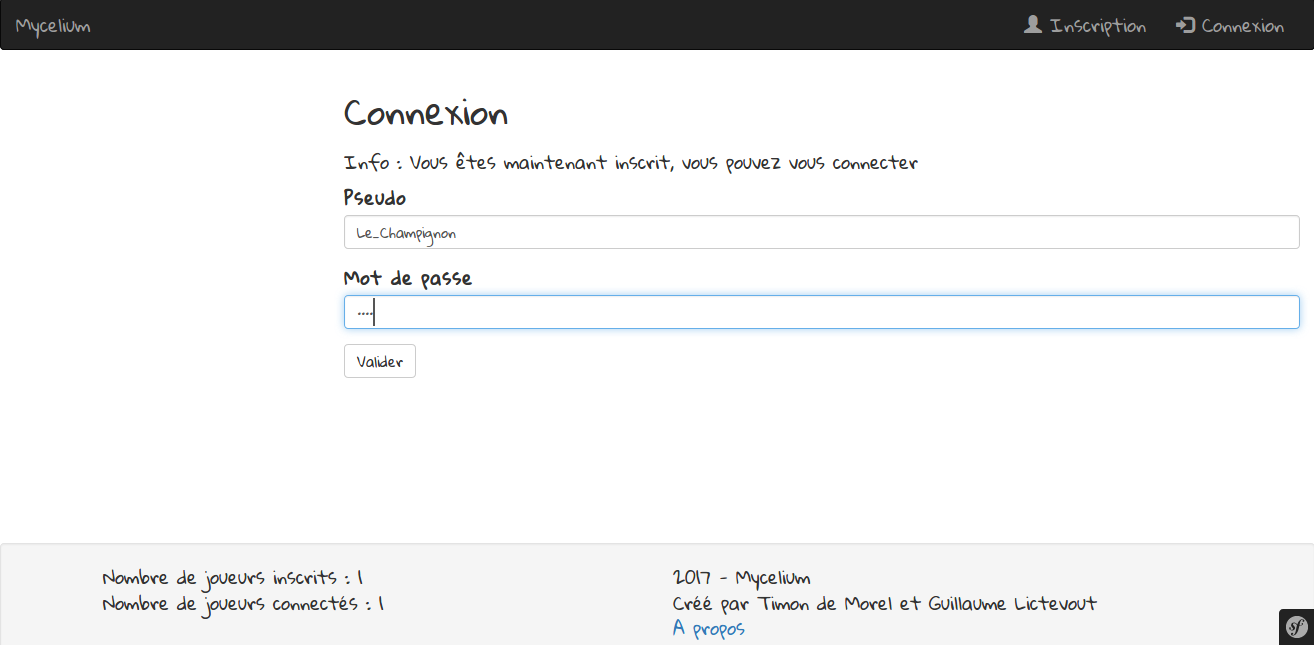 Mycelium
Inscription
Connexion
Connexion
Info : Vous êtes maintenant inscrit, vous pouvez vous connecter
Pseudo
Le_Champignon
Mot de passe
....
Valider
Nombre de joueurs inscrits : 1
Nombre de joueurs connectés : 1
2017 - Mycelium
Créé par Timon de Morel et Guillaume Lictevout
A propos
sf